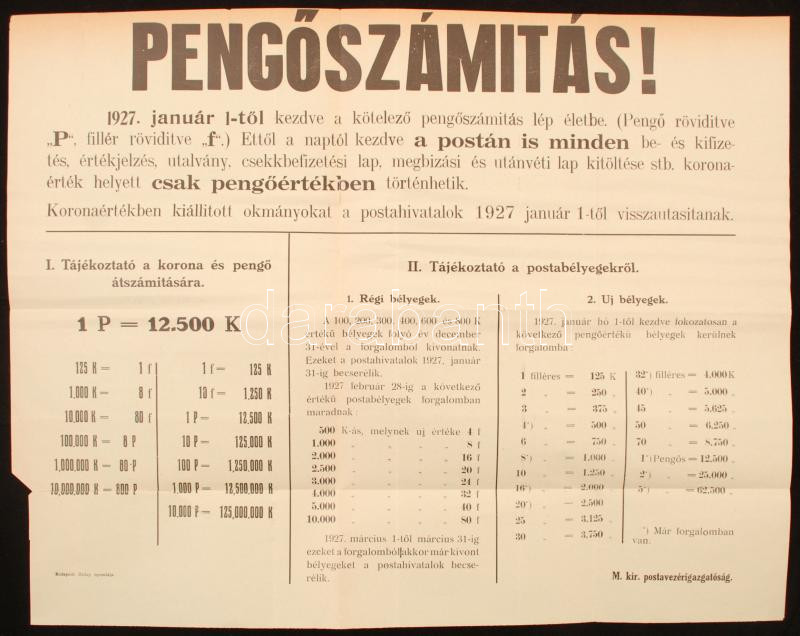 PENGŐSZÁMITÁS!
1927. január 1-től kezdve a kötelező pengőszámitás lép életbe. (Pengő röviditve
„P“, fillér röviditve „f“.) Ettől a naptól kezdve a postán is minden be- és kifize-
tés, értékjelzés, utalvány, csekkbefizetési lap, megbizási és utánvéti lap kitöltése stb. korona-
érték helyett csak pengőértékben történhetik.
Koronaértékben kiállitott okmányokat a postahivatalok 1927 január 1-től visszautasitanak.
I. Tájékoztató a korona és pengő
átszámitására.
1 P = 12.500 K
125 K = 1 f
1,000 K = 8 f
10,000 K = 80 f
100,000 K = 8 P
1,000,000 K = 80 P
10,000,000 K = 800 P
1 f = 125 K
10 f = 1,250 K
1 P = 12,500 K
10 P = 125,000 K
100 P = 1,250,000 K
1,000 P = 12,500,000 K
10,000 P = 125,000,000 K
Budapest
II. Tájékoztató a postabélyegekről.
1. Régi bélyegek.
A 100, 200, 300, 400, 600 és 800 K
értékű bélyegek folyó év december
31-ével a forgalomból kivonatnak.
Ezeket a postahivatalok 1927. január
31-ig becserélik.
1927 február 28-ig a következő
értékű postabélyegek forgalomban
maradnak:
500 K-ás, melynek uj értéke 4 f
1.000 „ „ „ „ 8 f
2.000 „ „ „ „ 16 f
2.500 „ „ „ „ 20 f
3.000 „ „ „ „ 24 f
4.000 „ „ „ „ 32 f
5.000 „ „ „ „ 40 f
10.000 „ „ „ „ 80 f
1927. március 1-től március 31-ig
ezeket a forgalomból akkor már kivont
bélyegeket a postahivatalok becse-
rélik.
2. Uj bélyegek.
1927. január hó 1-től kezdve fokozatosan a
következő pengőértékű bélyegek kerülnek
forgalomba:
1 filléres = 125 K
2 „ = 250 „
3 „ = 375 „
4*) „ = 500 „
6 „ = 750 „
8*) „ = 1.000 „
10 „ = 1.250 „
16*) „ = 2.000 „
20*) „ = 2.500 „
25 „ = 3.125 „
30 „ = 3.750 „
32*) filléres = 4.000 K
40*) „ = 5.000 „
45 „ = 5.625 „
50 „ = 6.250 „
70 „ = 8.750 „
1*) Pengős = 12.500 „
2*) „ = 25.000 „
5*) „ = 62.500 „
*) Már forgalomban
van.
M. kir. postavezérigazgatóság.
darabanth